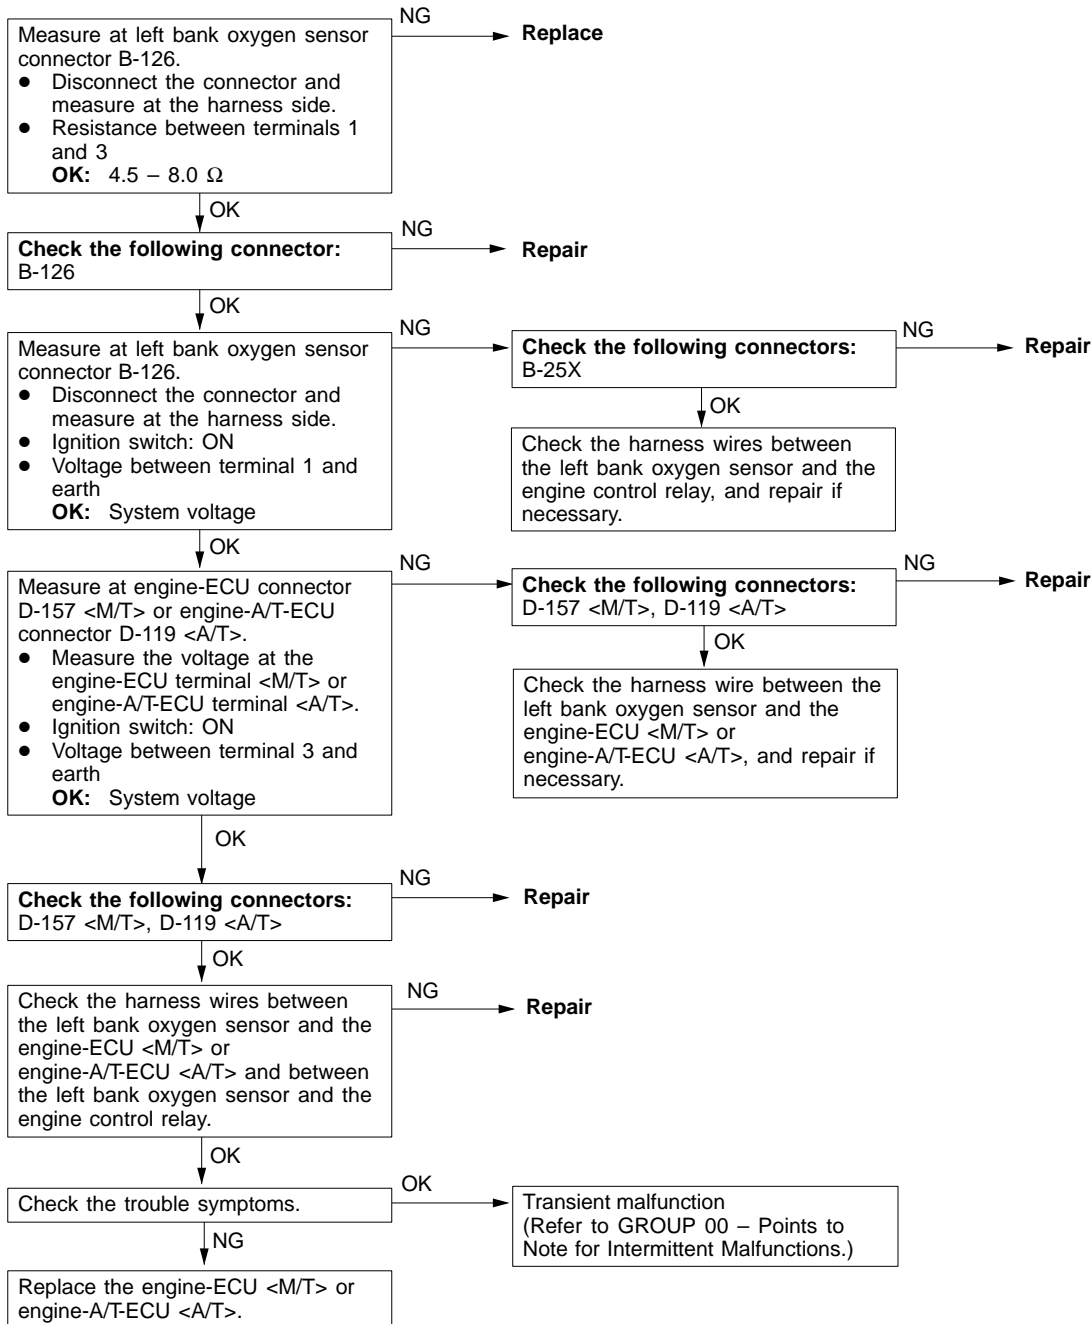 Measure at left bank oxygen sensor
connector B-126.
● Disconnect the connector and
measure at the harness side.
● Resistance between terminals 1
and 3
OK: 4.5 – 8.0 Ω
NG
Replace
OK
Check the following connector:
B-126
NG
Repair
OK
Measure at left bank oxygen sensor
connector B-126.
● Disconnect the connector and
measure at the harness side.
● Ignition switch: ON
● Voltage between terminal 1 and
earth
OK: System voltage
NG
Check the following connectors:
B-25X
NG
Repair
OK
Check the harness wires between
the left bank oxygen sensor and the
engine control relay, and repair if
necessary.
OK
Measure at engine-ECU connector
D-157 <M/T> or engine-A/T-ECU
connector D-119 <A/T>.
● Measure the voltage at the
engine-ECU terminal <M/T> or
engine-A/T-ECU terminal <A/T>.
● Ignition switch: ON
● Voltage between terminal 3 and
earth
OK: System voltage
NG
Check the following connectors:
D-157 <M/T>, D-119 <A/T>
NG
Repair
OK
Check the harness wire between the
left bank oxygen sensor and the
engine-ECU <M/T> or
engine-A/T-ECU <A/T>, and repair if
necessary.
OK
Check the following connectors:
D-157 <M/T>, D-119 <A/T>
NG
Repair
OK
Check the harness wires between
the left bank oxygen sensor and the
engine-ECU <M/T> or
engine-A/T-ECU <A/T> and between
the left bank oxygen sensor and the
engine control relay.
NG
Repair
OK
Check the trouble symptoms.
OK
Transient malfunction
(Refer to GROUP 00 – Points to
Note for Intermittent Malfunctions.)
NG
Replace the engine-ECU <M/T> or
engine-A/T-ECU <A/T>.